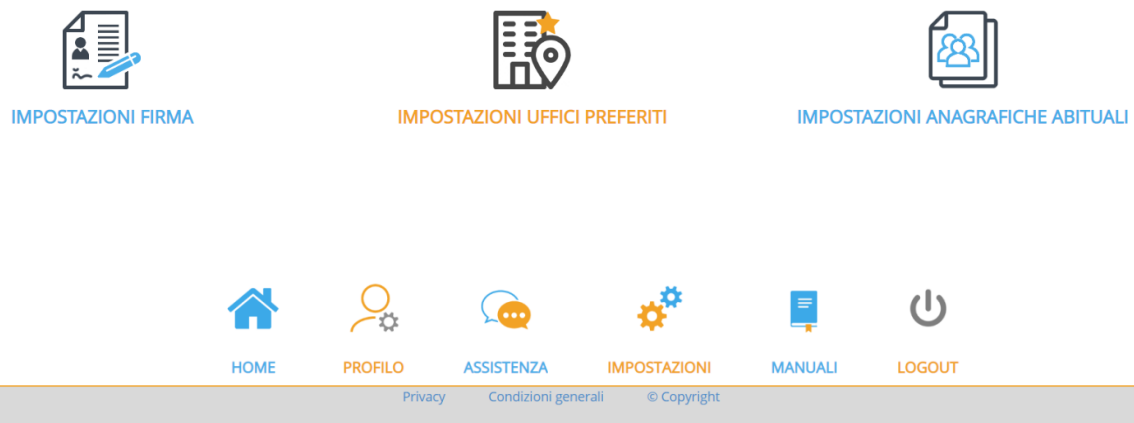 IMPOSTAZIONI FIRMA
IMPOSTAZIONI UFFICI PREFERITI
IMPOSTAZIONI ANAGRAFICHE ABITUALI
HOME
PROFILO
ASSISTENZA
IMPOSTAZIONI
MANUALI
LOGOUT
Privacy
Condizioni generali
© Copyright